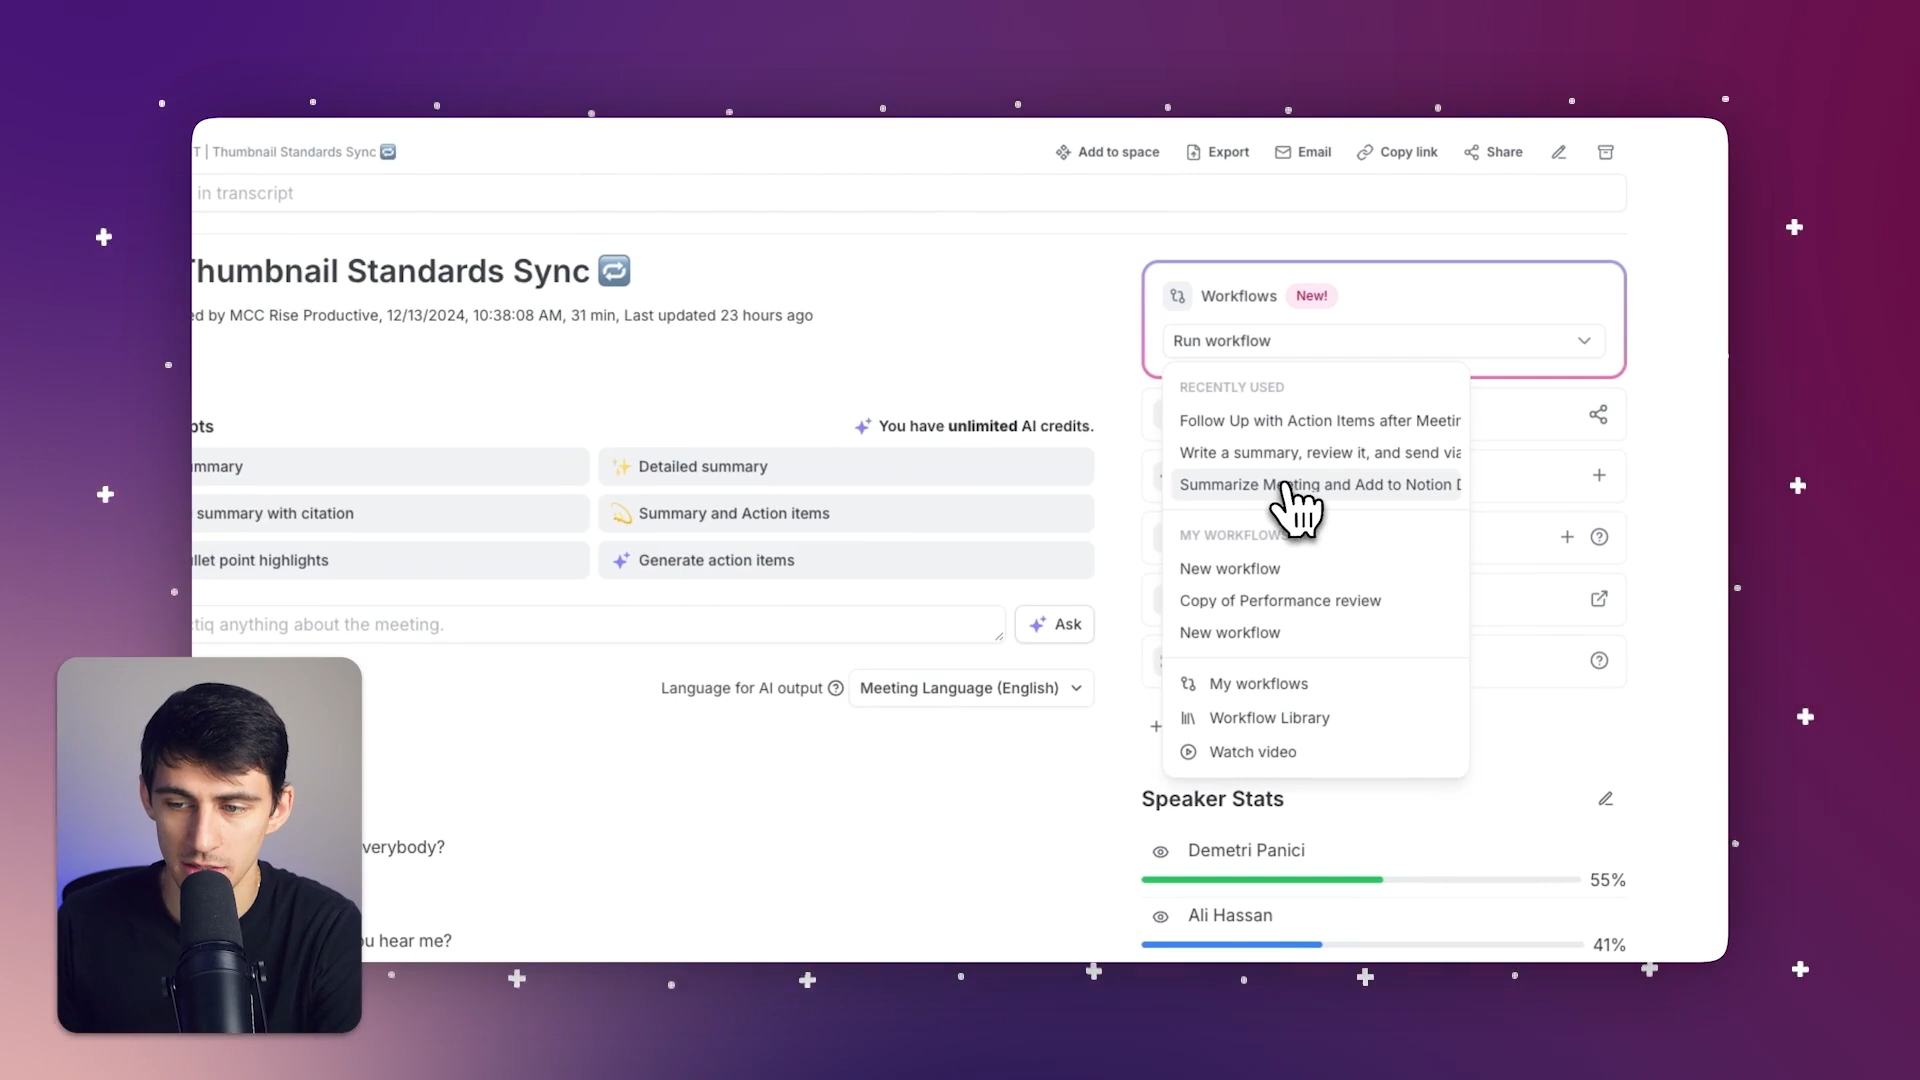 T | Thumbnail Standards Sync
Add to space
Export
Email
Copy link
Share
in transcript
Thumbnail Standards Sync
ed by MCC Rise Productive, 12/13/2024, 10:38:08 AM, 31 min, Last updated 23 hours ago
Workflows New!
Run workflow
RECENTLY USED
Follow Up with Action Items after Meetin
Write a summary, review it, and send via
Summarize Meeting and Add to Notion D
MY WORKFLOWS
New workflow
Copy of Performance review
New workflow
My workflows
Workflow Library
Watch video
pts
You have unlimited AI credits.
mmary
Detailed summary
summary with citation
Summary and Action items
llet point highlights
Generate action items
ctiq anything about the meeting.
Ask
Language for AI output
Meeting Language (English)
verybody?
ou hear me?
Speaker Stats
Demetri Panici
55%
Ali Hassan
41%